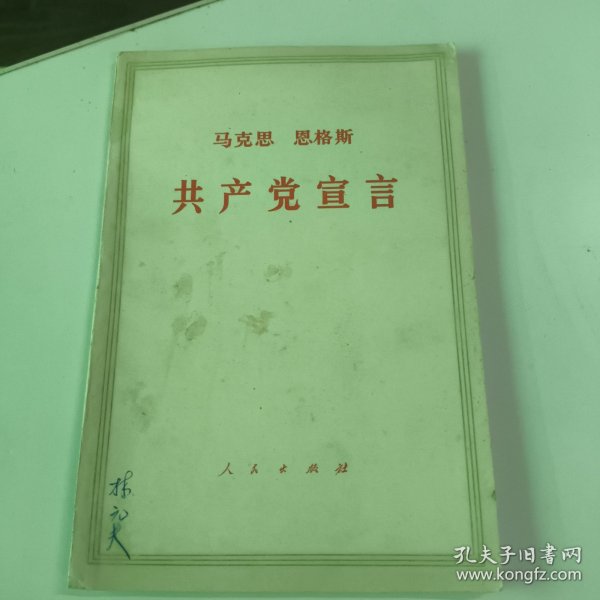 马克思 恩格斯
共产党宣言
人民出版社
孔夫子旧书网
www.kongfz.com